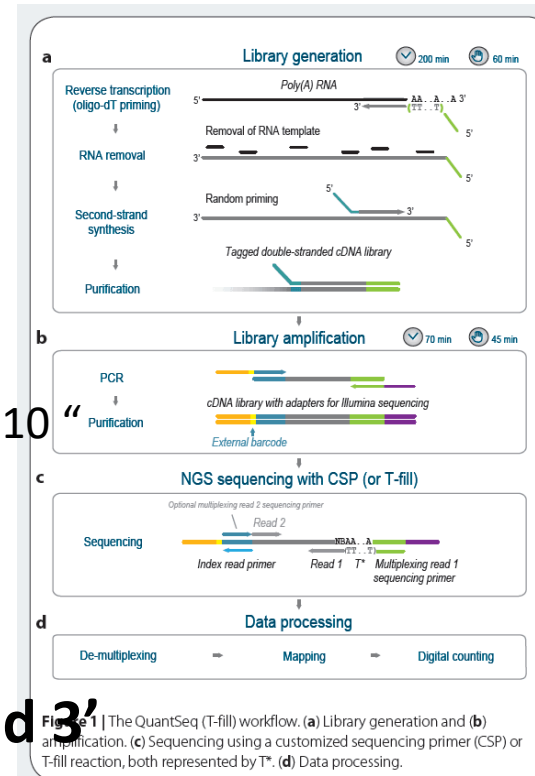 a Library generation 200 min 60 min
Reverse transcription
(oligo-dT priming)
Poly(A) RNA
5' AA..A..A 3'
3' (TT..T)
5'
Removal of RNA template
RNA removal
3'
5'
Random priming
5'
3'
Second-strand
synthesis
3'
5'
Tagged double-stranded cDNA library
Purification
b Library amplification 70 min 45 min
PCR
cDNA library with adapters for Illumina sequencing
10 “
Purification
External barcode
c NGS sequencing with CSP (or T-fill)
Optional multiplexing read 2 sequencing primer
Read 2
Sequencing
NBAA..A
(TT..T)
Index read primer Read 1 T* Multiplexing read 1
sequencing primer
d Data processing
De-multiplexing Mapping Digital counting
d 3’
Figure 1 | The QuantSeq (T-fill) workflow. (a) Library generation and (b)
amplification. (c) Sequencing using a customized sequencing primer (CSP) or
T-fill reaction, both represented by T*. (d) Data processing.